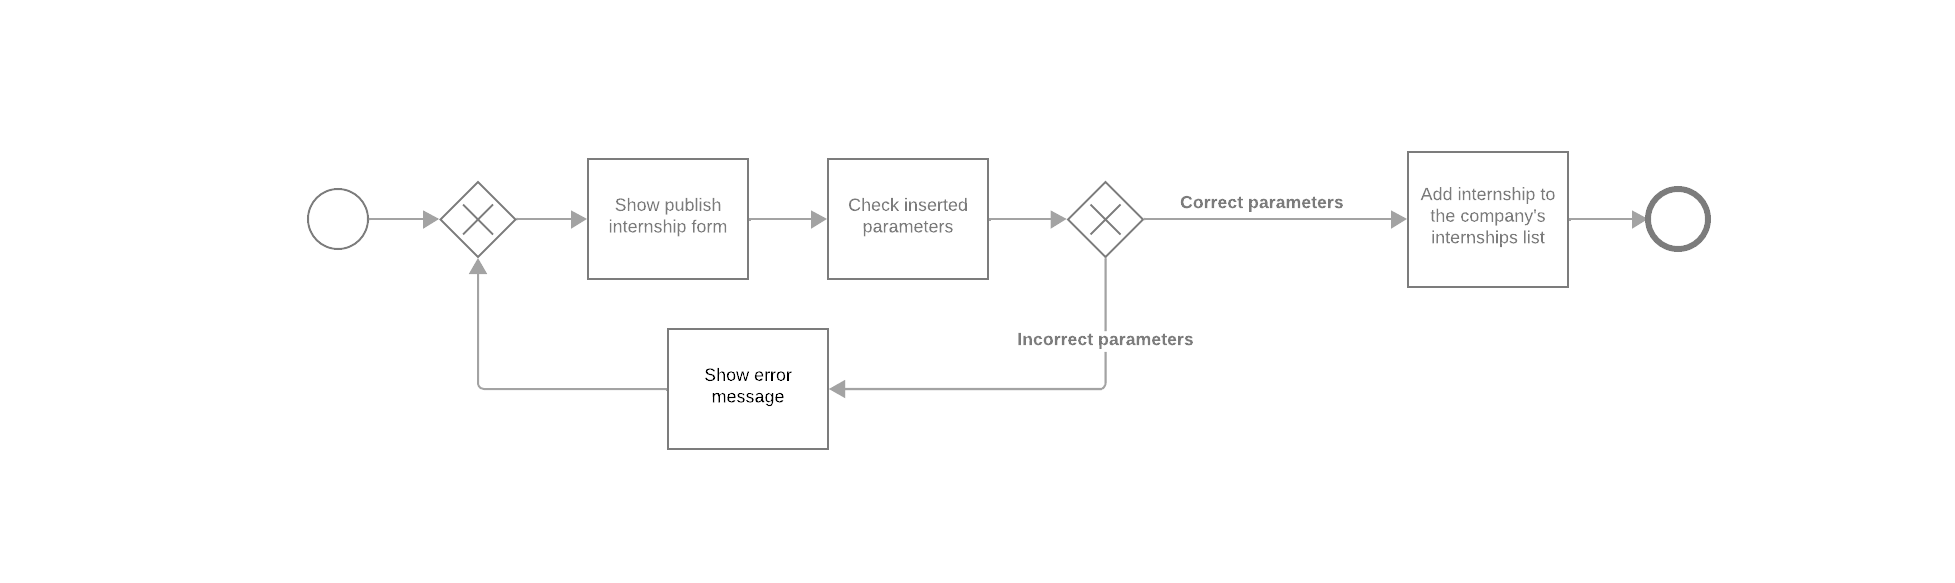 Show publish
internship form
Check inserted
parameters
Correct parameters
Add internship to
the company's
internships list
Incorrect parameters
Show error
message